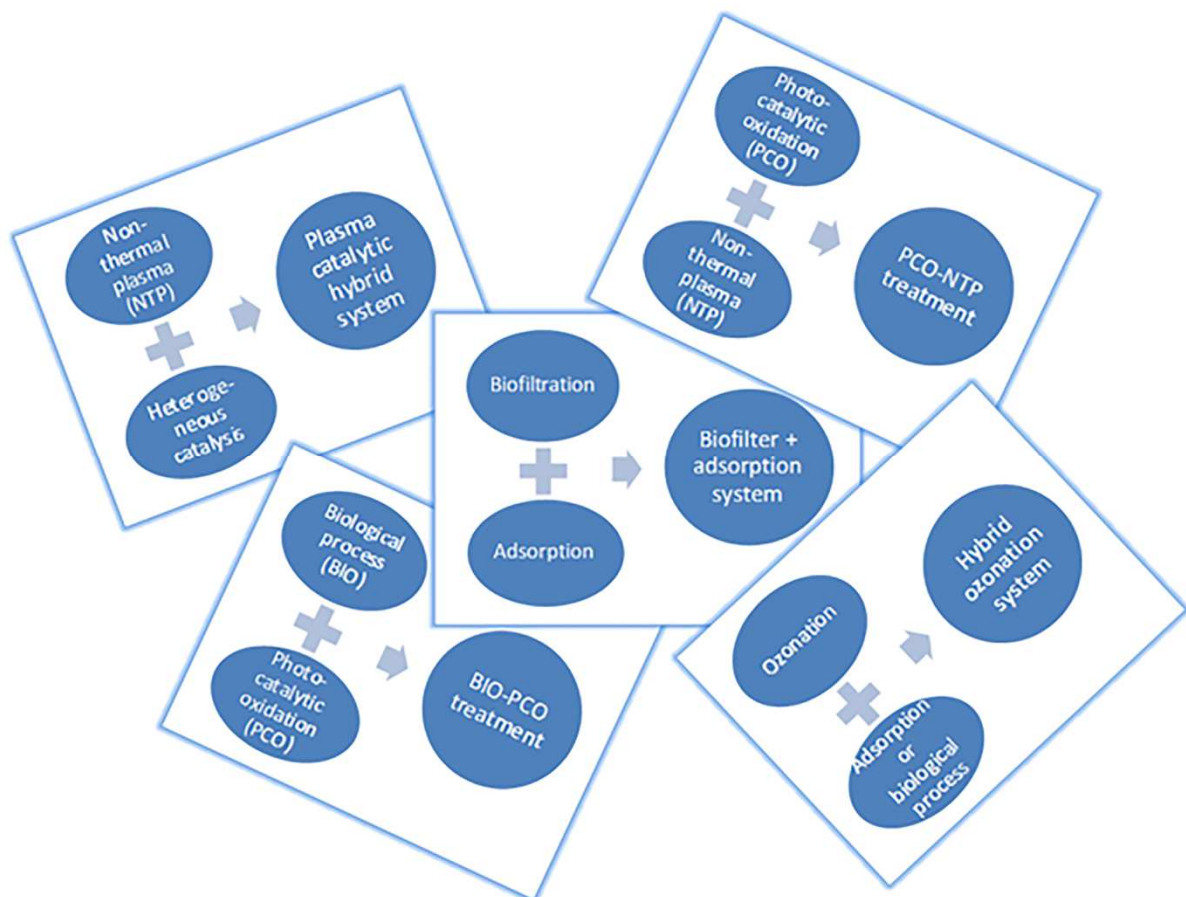 Non-
thermal
plasma
(NTP)
Heteroge-
neous
catalysis
Plasma
catalytic
hybrid
system
Photo-
catalytic
oxidation
(PCO)
Non-
thermal
plasma
(NTP)
PCO-NTP
treatment
Biofiltration
Adsorption
Biofilter +
adsorption
system
Biological
process
(BIO)
Photo-
catalytic
oxidation
(PCO)
BIO-PCO
treatment
Ozonation
Adsorption
or
biological
process
Hybrid
ozonation
system